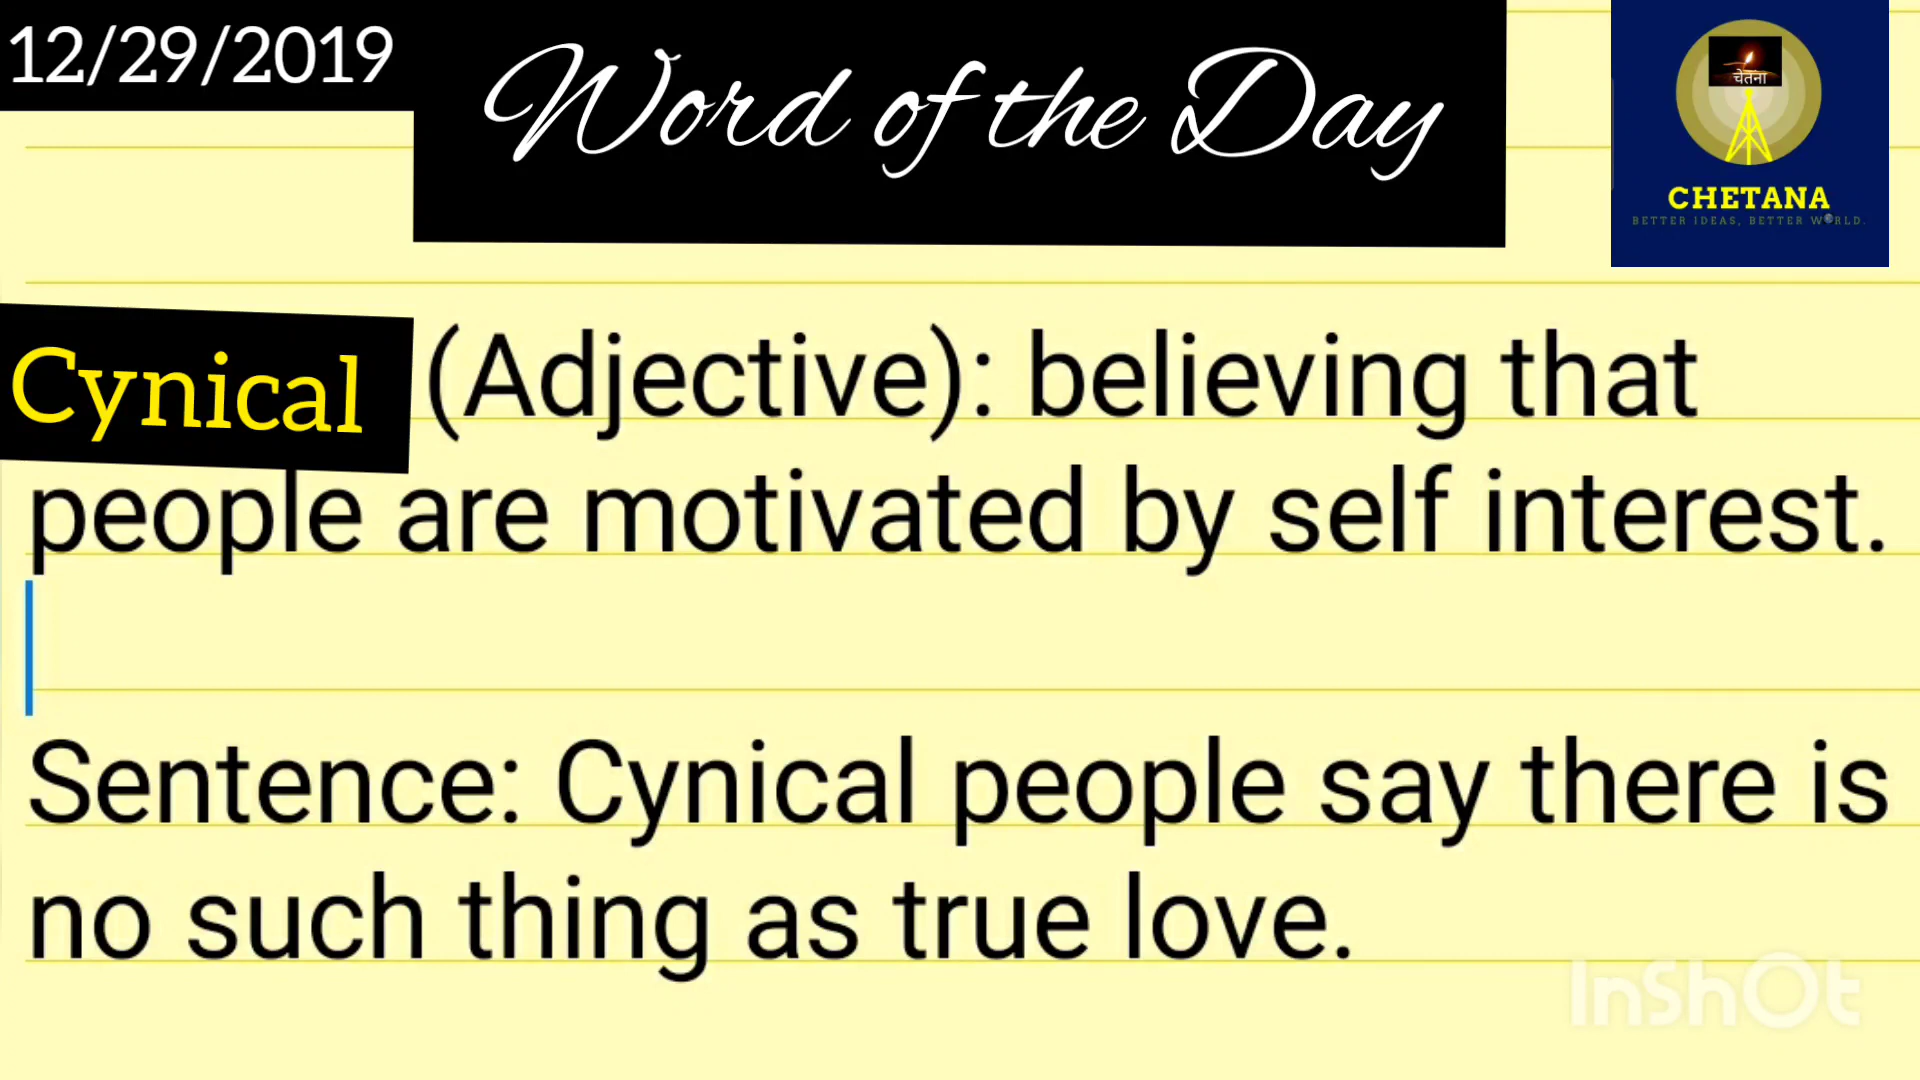 12/29/2019
Word of the Day
चेतना
CHETANA
BETTER IDEAS, BETTER W RLD.
Cynical (Adjective): believing that
people are motivated by self interest.
Sentence: Cynical people say there is
no such thing as true love.
InShOt